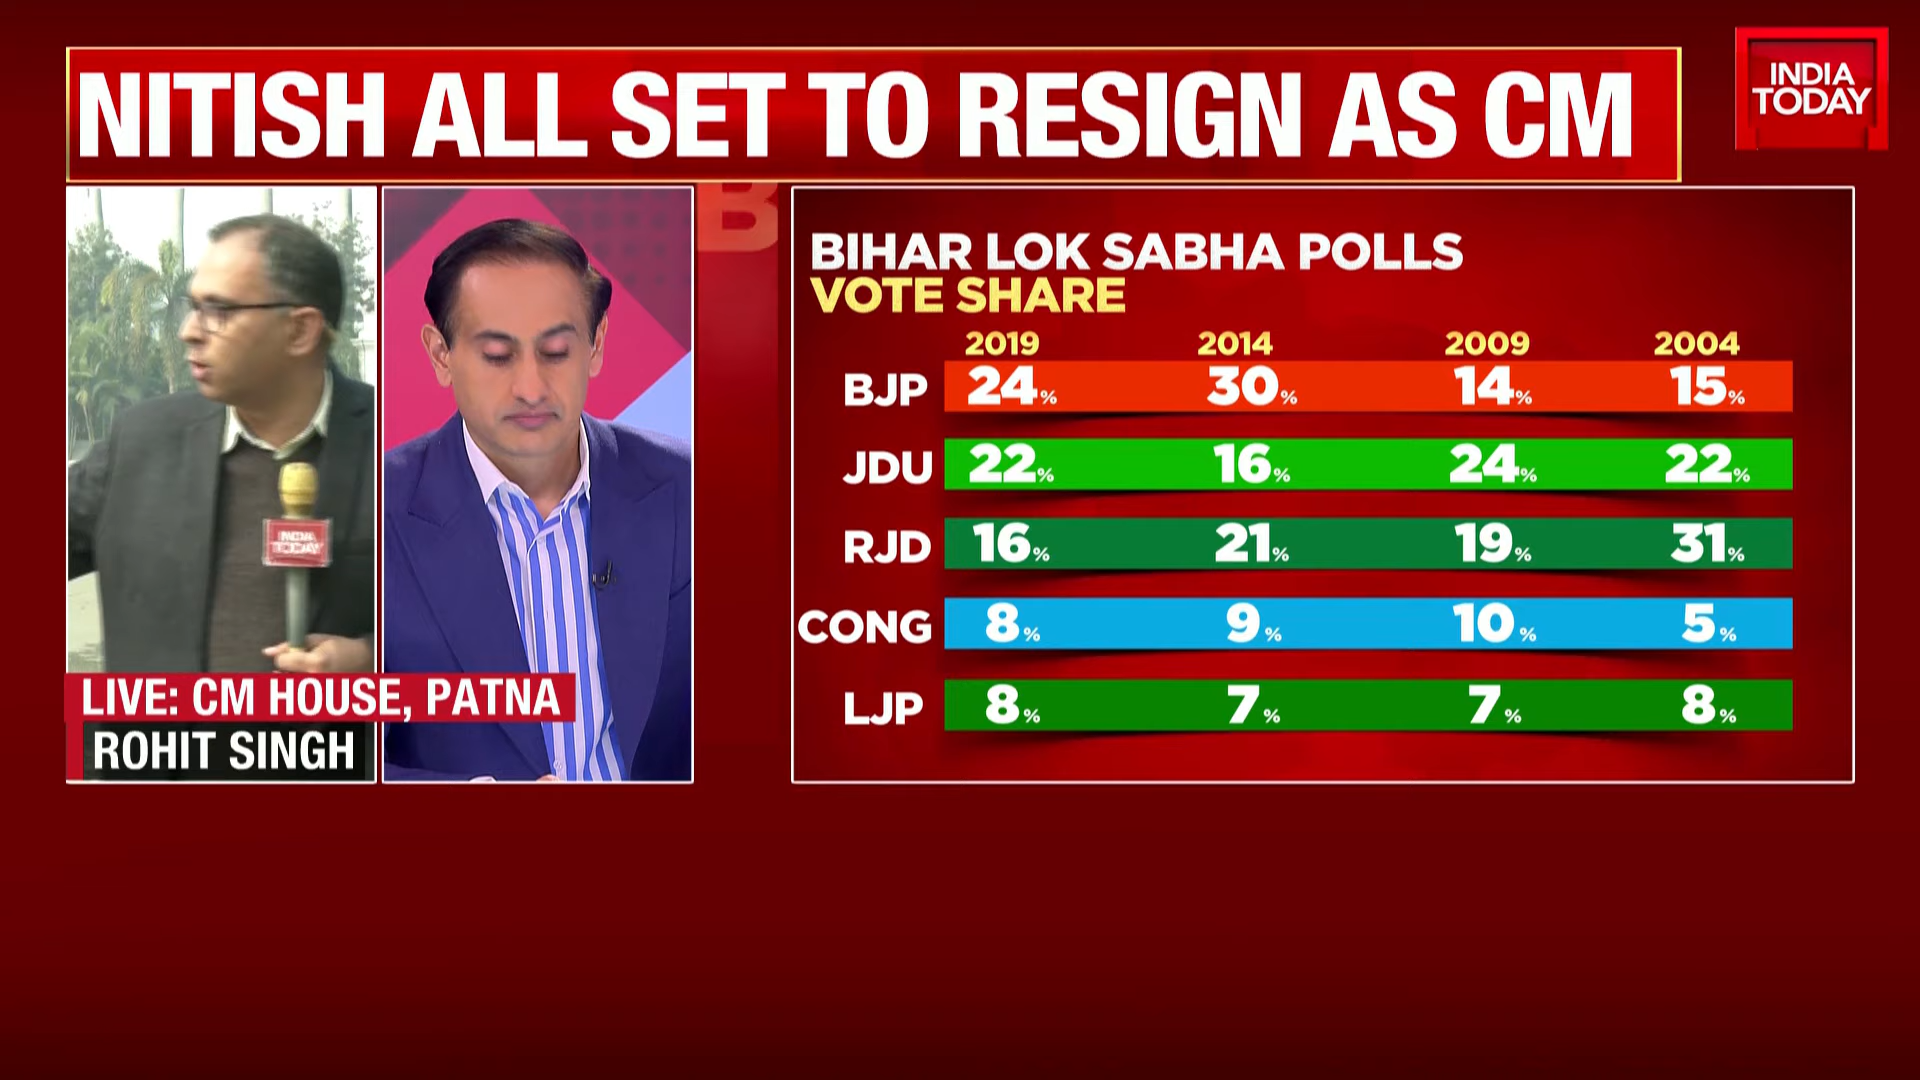 NITISH ALL SET TO RESIGN AS CM
INDIA
TODAY
B
BIHAR LOK SABHA POLLS
VOTE SHARE
2019 2014 2009 2004
BJP 24% 30% 14% 15%
JDU 22% 16% 24% 22%
RJD 16% 21% 19% 31%
CONG 8% 9% 10% 5%
LJP 8% 7% 7% 8%
INDIA
TODAY
LIVE: CM HOUSE, PATNA
ROHIT SINGH